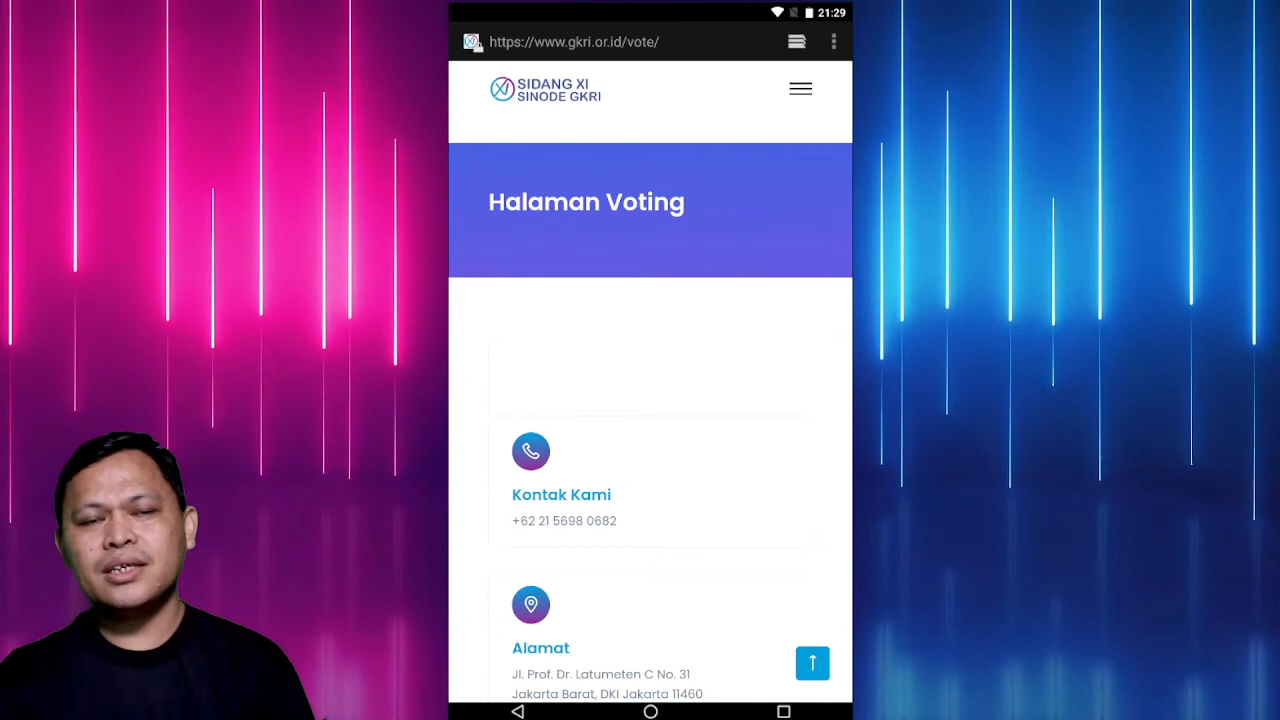 21:29
https://www.gkri.or.id/vote/
SIDANG XI
SINODE GKRI
Halaman Voting
Kontak Kami
+62 21 5698 0682
Alamat
Jl. Prof. Dr. Latumeten C No. 31
Jakarta Barat, DKI Jakarta 11460